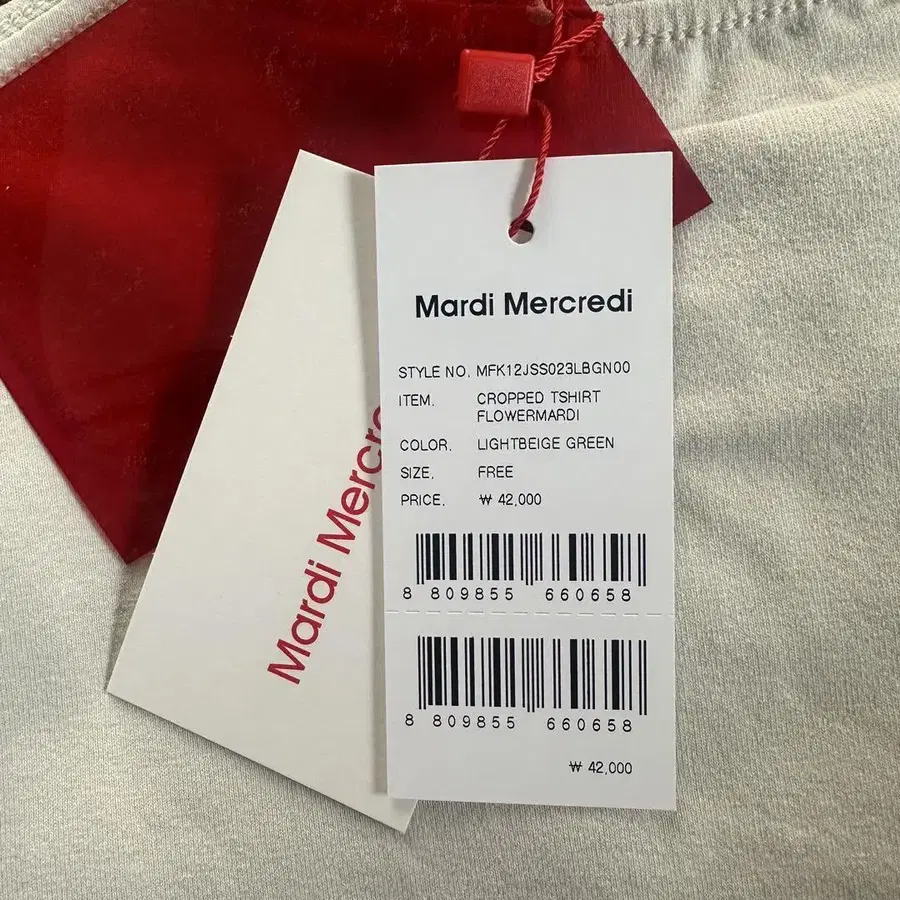 Mardi Mercredi
STYLE NO. MFK12JSS023LBGN00
ITEM. CROPPED TSHIRT
FLOWERMARDI
COLOR. LIGHTBEIGE GREEN
SIZE. FREE
PRICE. ₩ 42,000
8 809855 660658
8 809855 660658
₩ 42,000
Mardi Mercre